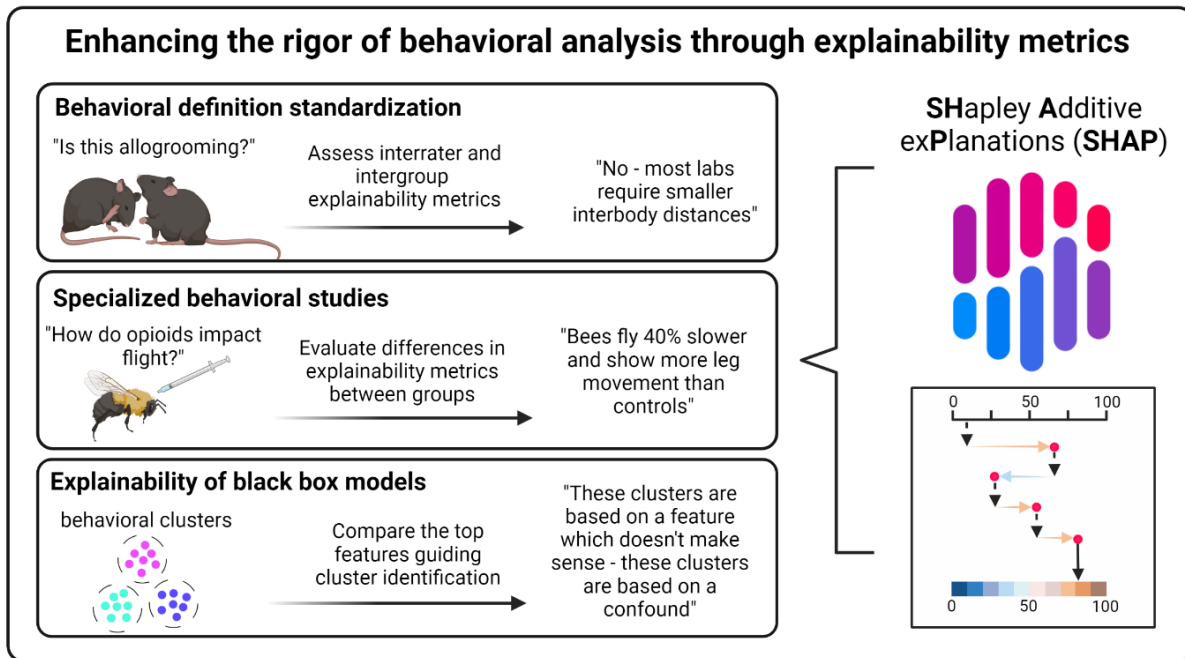 Enhancing the rigor of behavioral analysis through explainability metrics
Behavioral definition standardization
"Is this allogrooming?"
Assess interrater and
intergroup
explainability metrics
"No - most labs
require smaller
interbody distances"
Specialized behavioral studies
"How do opioids impact
flight?"
Evaluate differences in
explainability metrics
between groups
"Bees fly 40% slower
and show more leg
movement than
controls"
Explainability of black box models
behavioral clusters
Compare the top
features guiding
cluster identification
"These clusters are
based on a feature
which doesn't make
sense - these clusters
are based on a
confound"
SHapley Additive
exPlanations (SHAP)
0 50 100
0 50 100